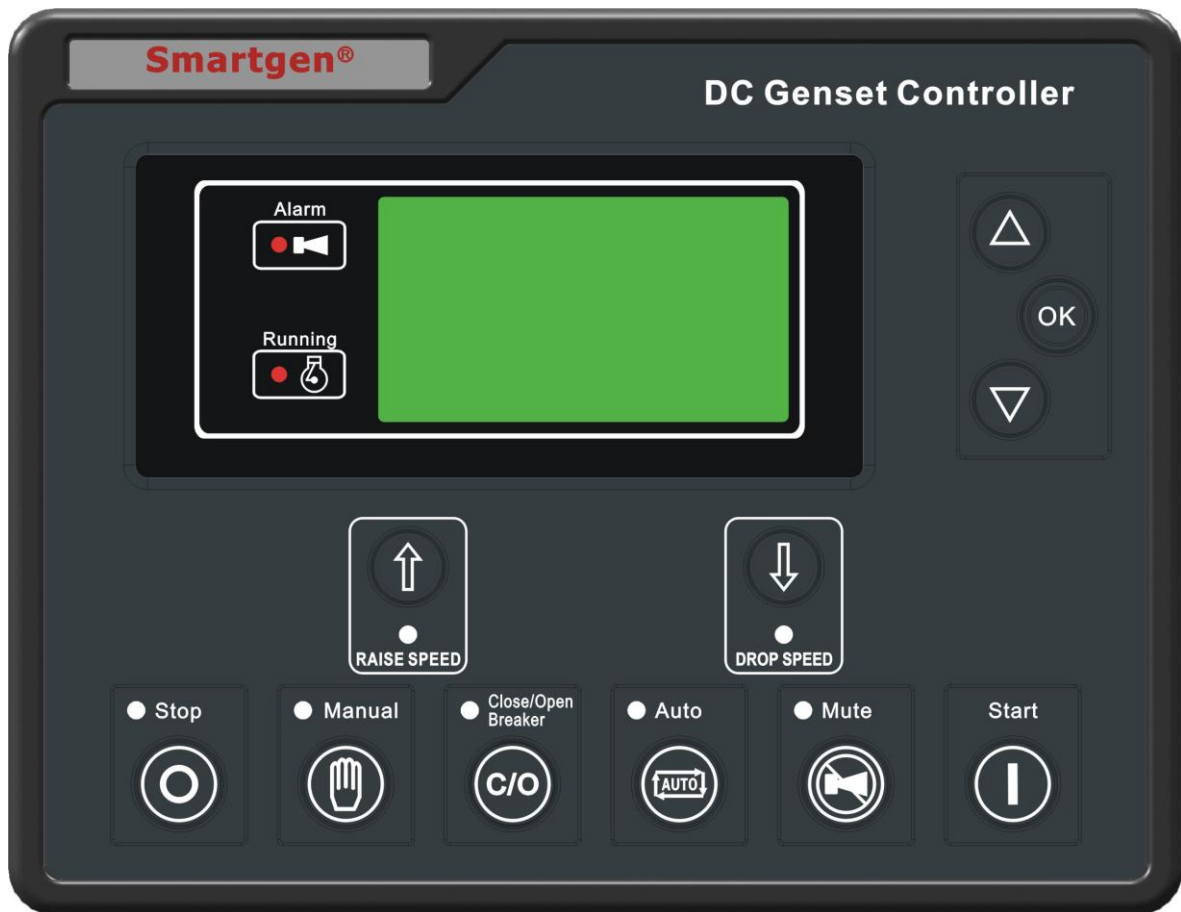 Smartgen®
DC Genset Controller
Alarm
Running
OK
RAISE SPEED
DROP SPEED
Stop
Manual
Close/Open
Breaker
Auto
Mute
Start
C/O
AUTO